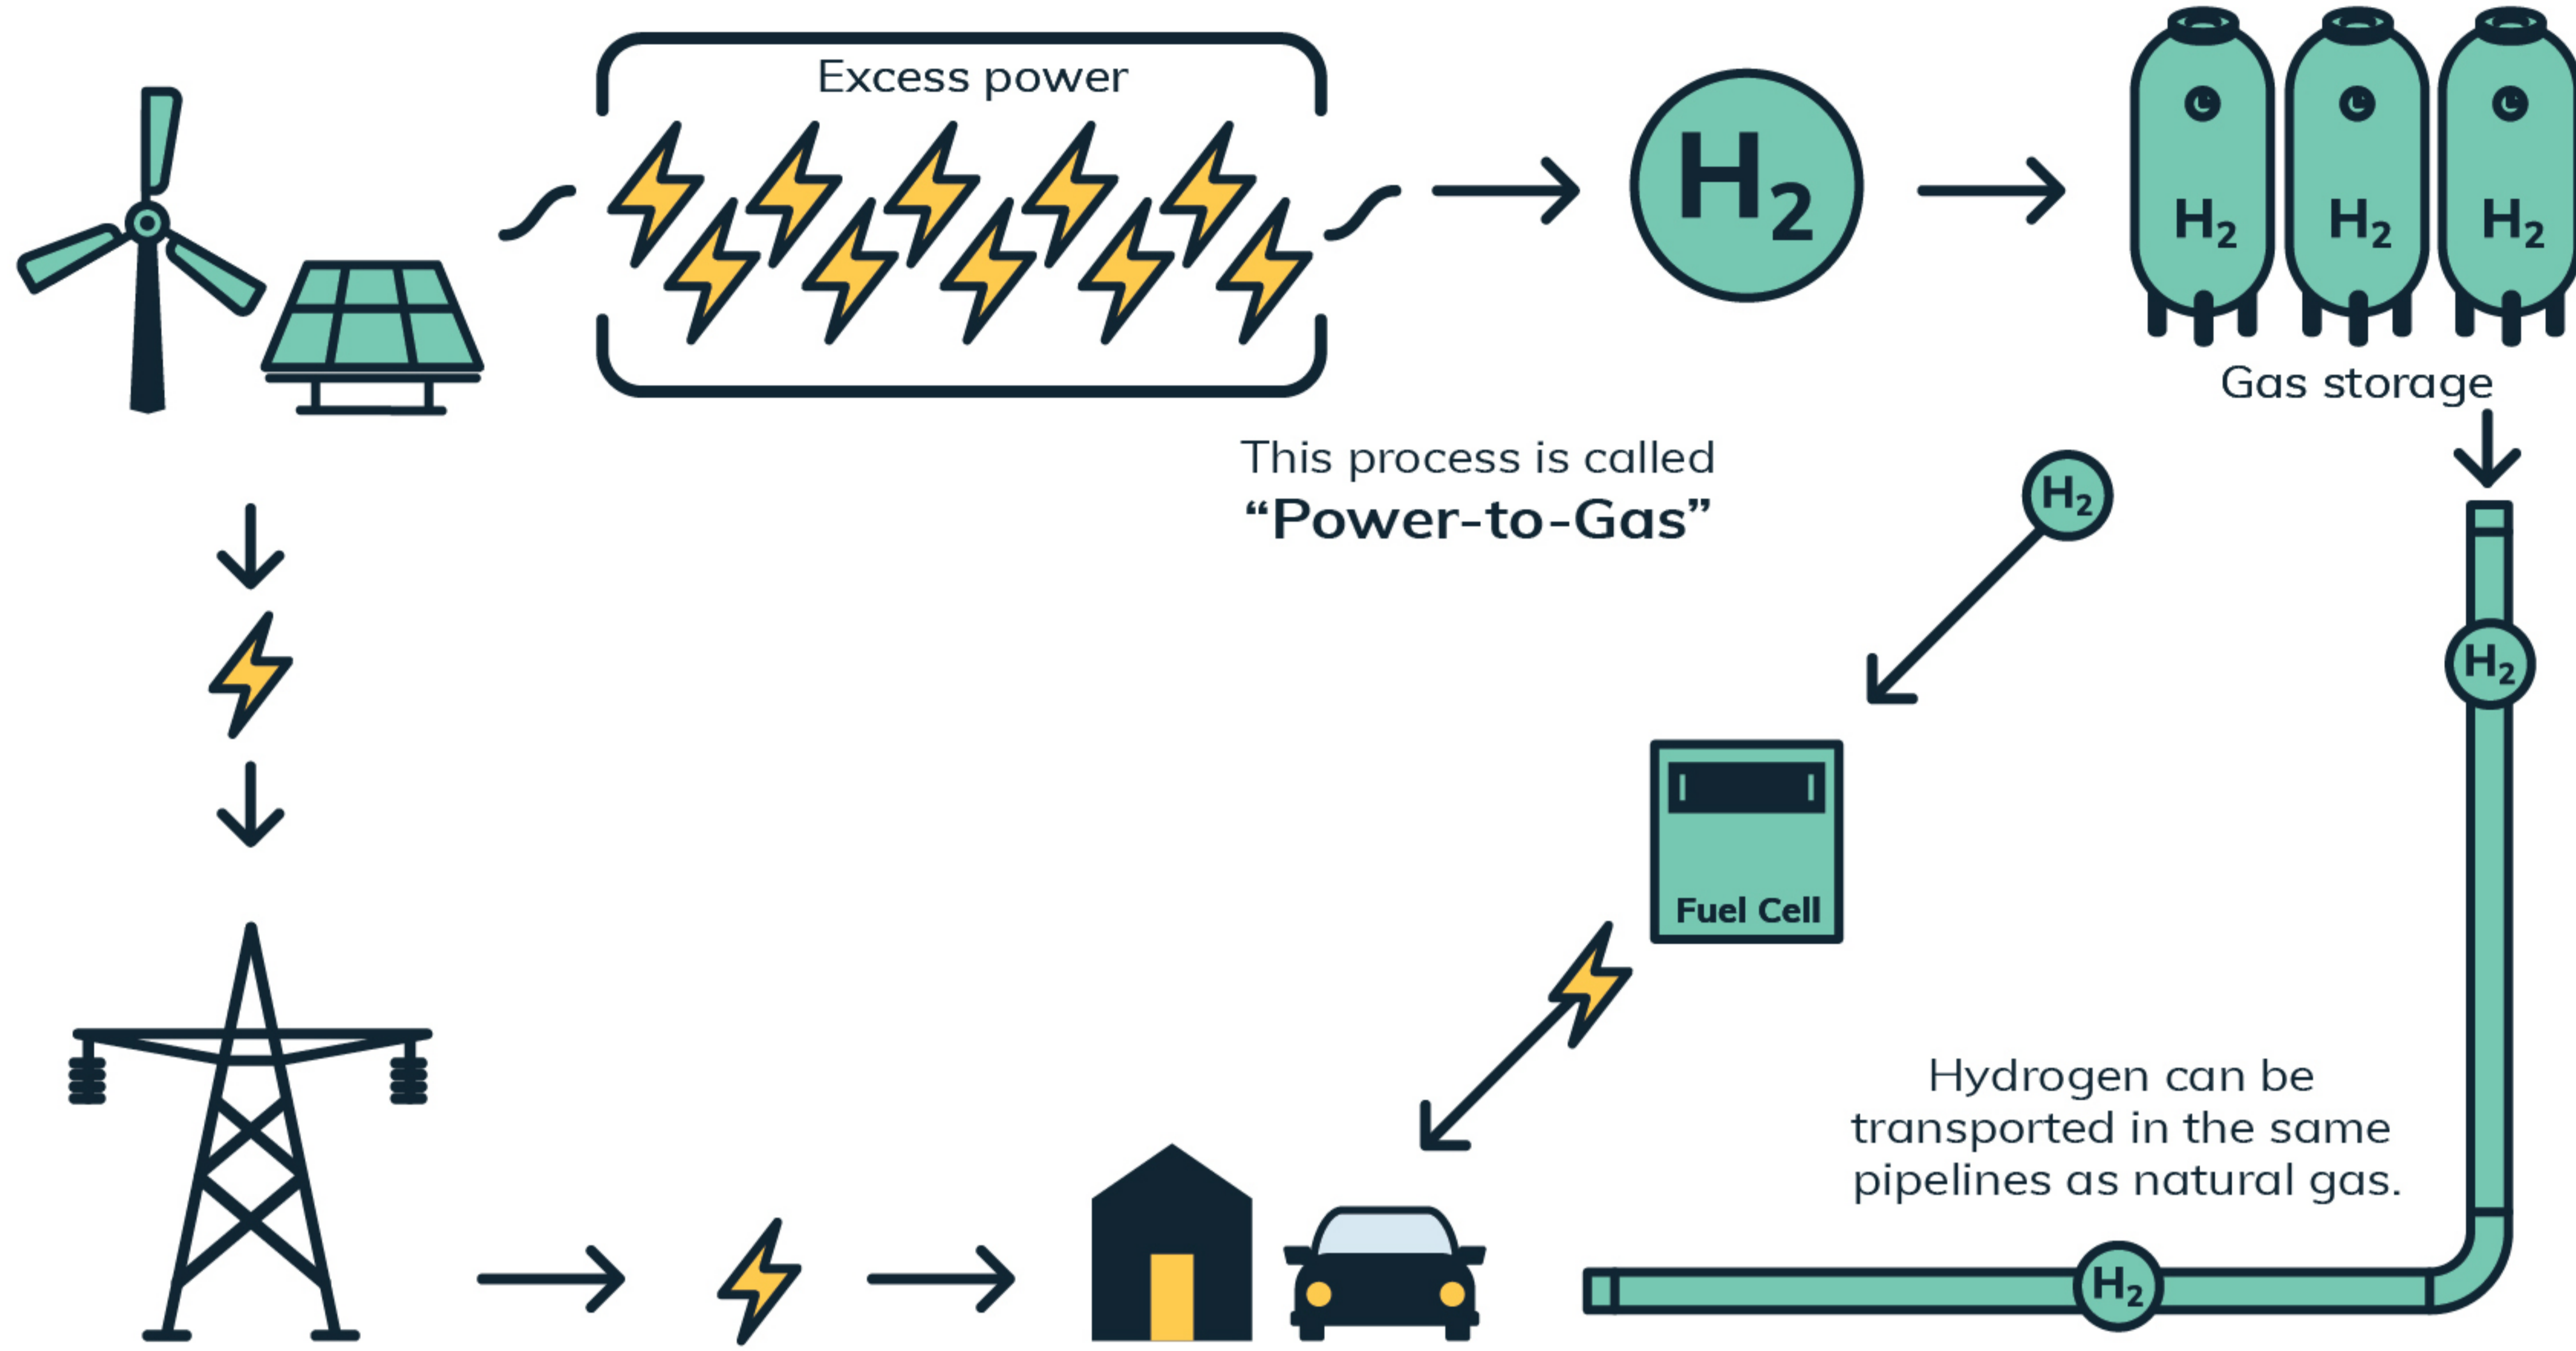 Excess power
H₂
H₂
H₂
H₂
Gas storage
This process is called
“Power-to-Gas”
H₂
H₂
Fuel Cell
Hydrogen can be
transported in the same
pipelines as natural gas.
H₂